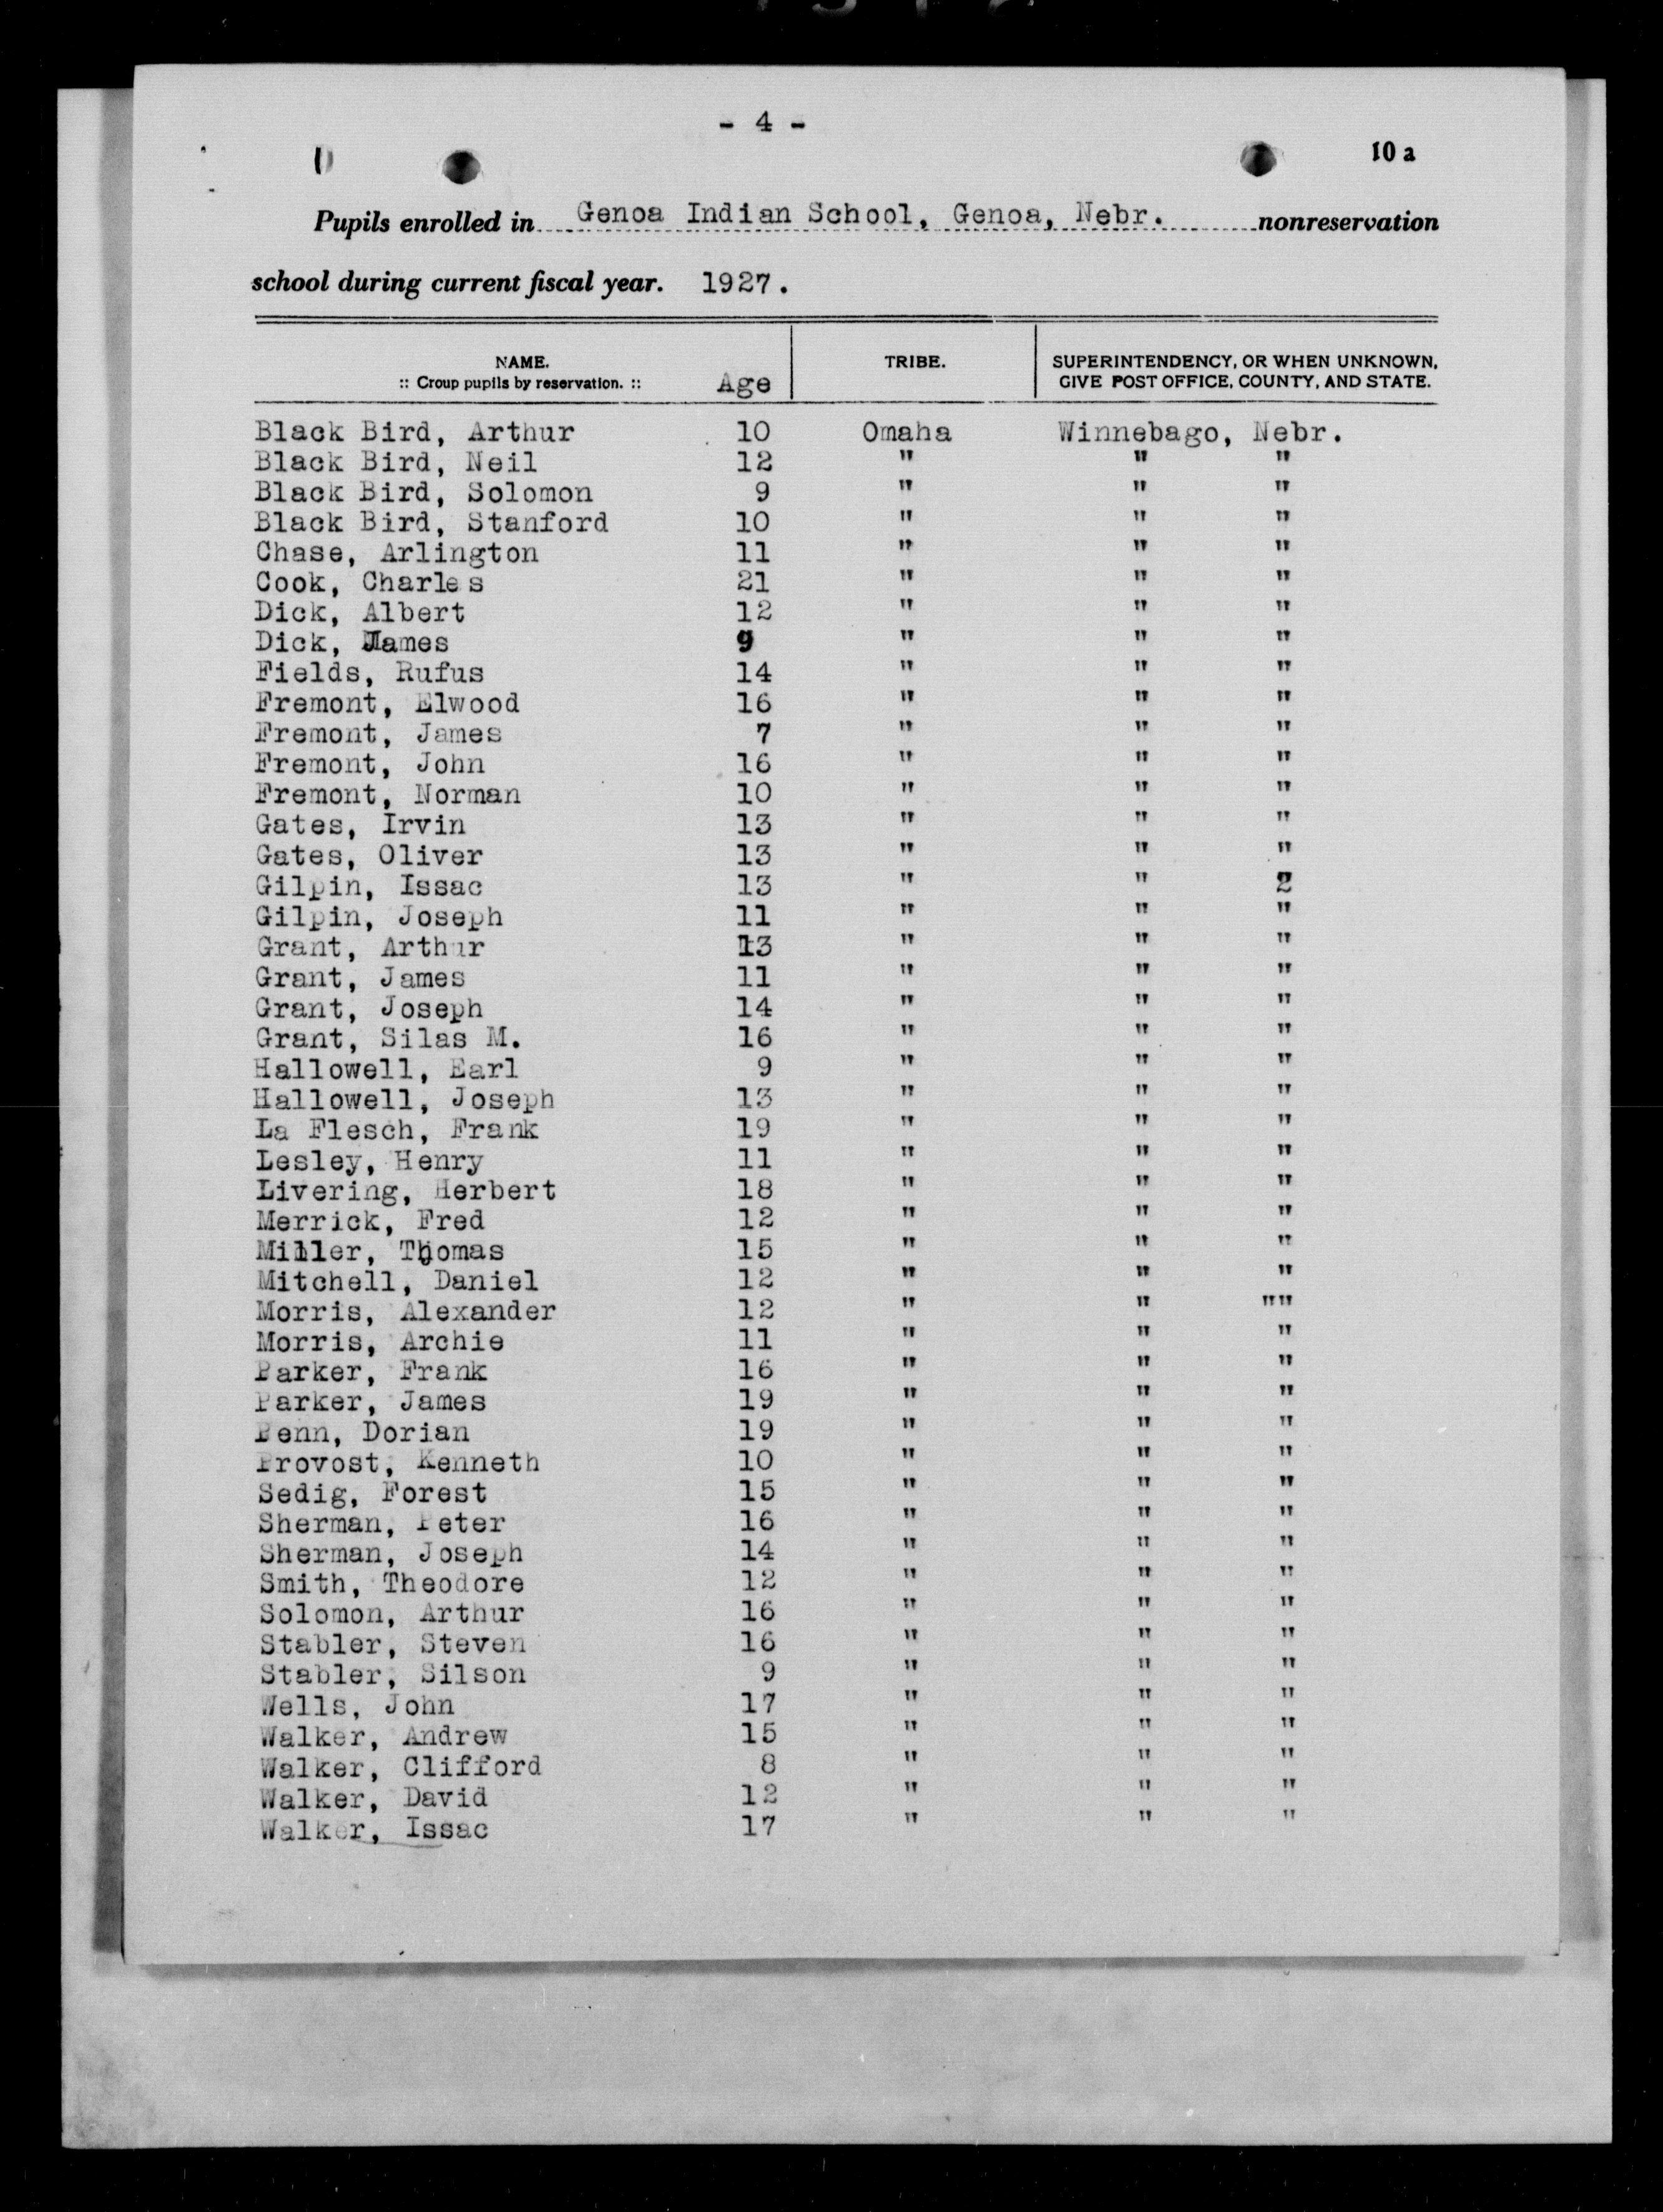 - 4 -
10 a
Pupils enrolled in Genoa Indian School, Genoa, Nebr. nonreservation
school during current fiscal year. 1927.
NAME. TRIBE. SUPERINTENDENCY, OR WHEN UNKNOWN,
:: Group pupils by reservation. :: Age GIVE POST OFFICE, COUNTY, AND STATE.
Black Bird, Arthur 10 Omaha Winnebago, Nebr.
Black Bird, Neil 12 " " "
Black Bird, Solomon 9 " " "
Black Bird, Stanford 10 " " "
Chase, Arlington 11 " " "
Cook, Charles 21 " " "
Dick, Albert 12 " " "
Dick, James 9 " " "
Fields, Rufus 14 " " "
Fremont, Elwood 16 " " "
Fremont, James 7 " " "
Fremont, John 16 " " "
Fremont, Norman 10 " " "
Gates, Irvin 13 " " "
Gates, Oliver 13 " " "
Gilpin, Issac 13 " " 2
Gilpin, Joseph 11 " " "
Grant, Arthur 13 " " "
Grant, James 11 " " "
Grant, Joseph 14 " " "
Grant, Silas M. 16 " " "
Hallowell, Earl 9 " " "
Hallowell, Joseph 13 " " "
La Flesch, Frank 19 " " "
Lesley, Henry 11 " " "
Livering, Herbert 18 " " "
Merrick, Fred 12 " " "
Miller, Thomas 15 " " "
Mitchell, Daniel 12 " " "
Morris, Alexander 12 " " ""
Morris, Archie 11 " " "
Parker, Frank 16 " " "
Parker, James 19 " " "
Penn, Dorian 19 " " "
Provost, Kenneth 10 " " "
Sedig, Forest 15 " " "
Sherman, Peter 16 " " "
Sherman, Joseph 14 " " "
Smith, Theodore 12 " " "
Solomon, Arthur 16 " " "
Stabler, Steven 16 " " "
Stabler, Silson 9 " " "
Wells, John 17 " " "
Walker, Andrew 15 " " "
Walker, Clifford 8 " " "
Walker, David 12 " " "
Walker, Issac 17 " " "